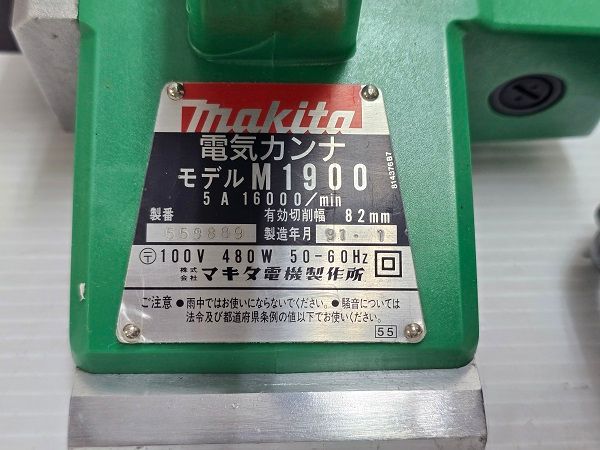 makita
電気カンナ
モデル M1900
5A 16000/min
製番 有効切削幅 82mm
製造年月 91-1
〒100V 480W 50-60Hz
株式会社 マキタ電機製作所
ご注意 ●雨中ではお使いにならないでください。●騒音については
法令及び都道府県条例の値以下でお使いください。
55
814376B7